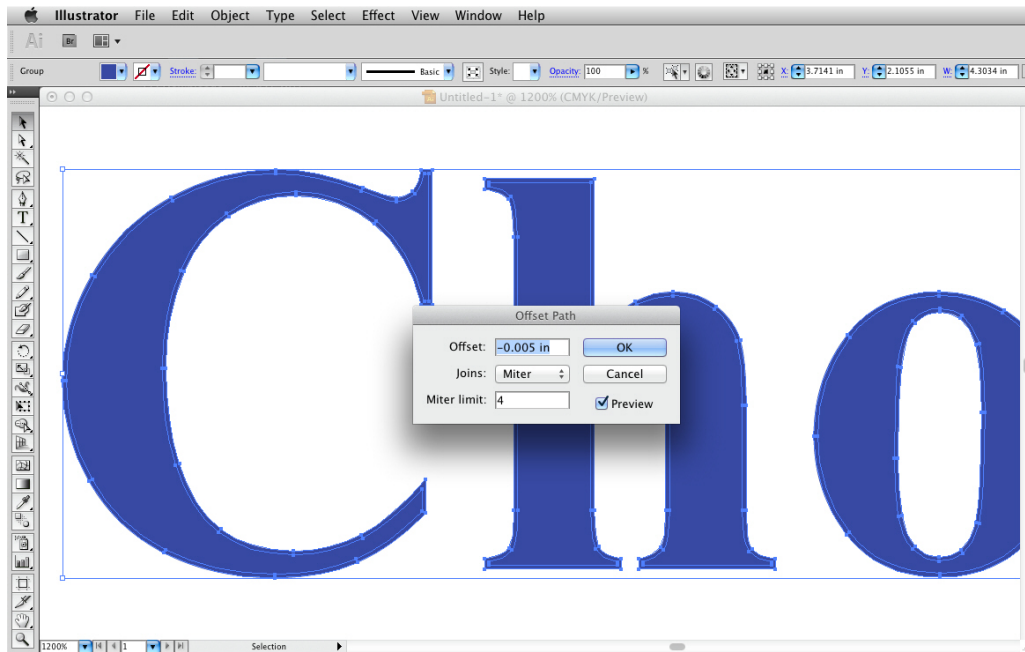 Illustrator File Edit Object Type Select Effect View Window Help
Ai Br
Group Stroke: Basic Style: Opacity: 100 % X: 3.7141 in Y: 2.1055 in W: 4.3034 in
Untitled-1* @ 1200% (CMYK/Preview)
T
Cho
Offset Path
Offset: -0.005 in OK
Joins: Miter Cancel
Miter limit: 4 Preview
1200% 1 Selection